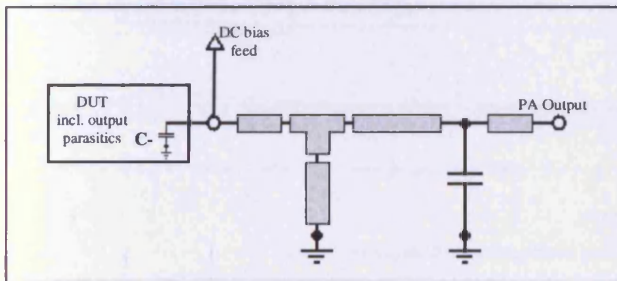 DC bias
feed
DUT
incl. output
parasitics
C-
PA Output